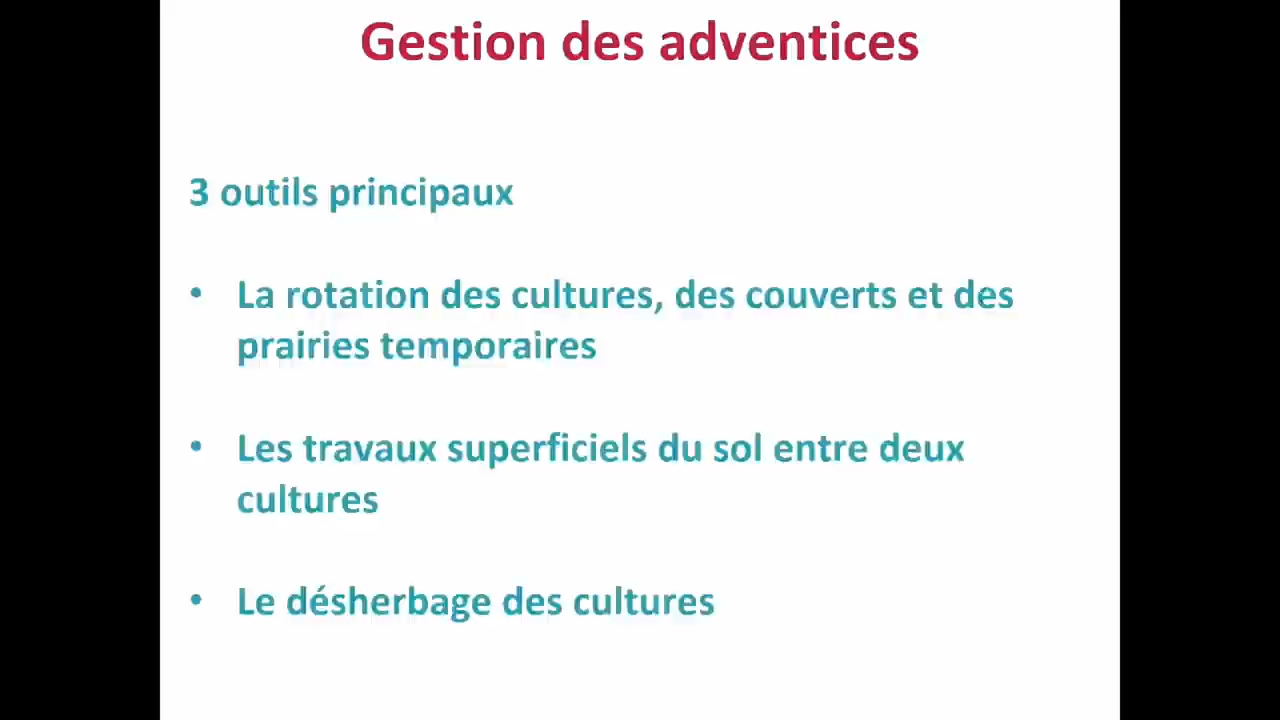 Gestion des adventices
3 outils principaux
• La rotation des cultures, des couverts et des
prairies temporaires
• Les travaux superficiels du sol entre deux
cultures
• Le désherbage des cultures